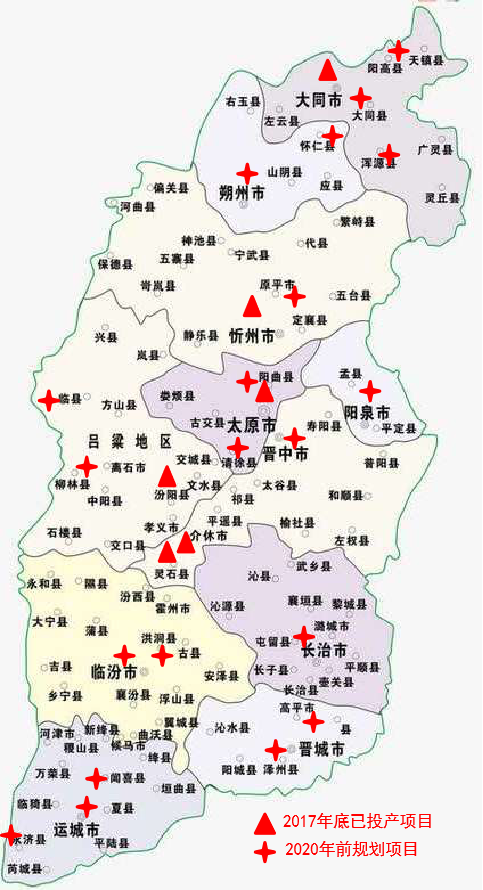 天镇县
阳高县
大同市
右玉县
左云县
大同县
怀仁县
广灵县
浑源县
山阴县
应县
朔州市
灵丘县
偏关县
河曲县
繁峙县
神池县
代县
宁武县
五寨县
保德县
岢岚县
原平市
五台县
定襄县
兴县
静乐县
忻州市
岚县
阳曲县
盂县
娄烦县
临县
方山县
古交县
太原市
阳泉市
寿阳县
平定县
吕梁地区
晋中市
交城县
清徐县
离石市
昔阳县
柳林县
文水县
太谷县
汾阳县
祁县
和顺县
中阳县
平遥县
孝义市
榆社县
石楼县
介休市
左权县
交口县
灵石县
武乡县
沁县
永和县
隰县
汾西县
霍州市
沁源县
襄垣县
黎城县
大宁县
蒲县
潞城市
洪洞县
屯留县
古县
长治市
吉县
临汾市
安泽县
长子县
平顺县
壶关县
乡宁县
襄汾县
浮山县
长治县
高平市
翼城县
河津市
新绛县
曲沃县
沁水县
县
稷山县
侯马市
晋城市
绛县
万荣县
闻喜县
阳城县
泽州县
垣曲县
临猗县
夏县
运城市
永济县
平陆县
芮城县
2017年底已投产项目
2020年前规划项目